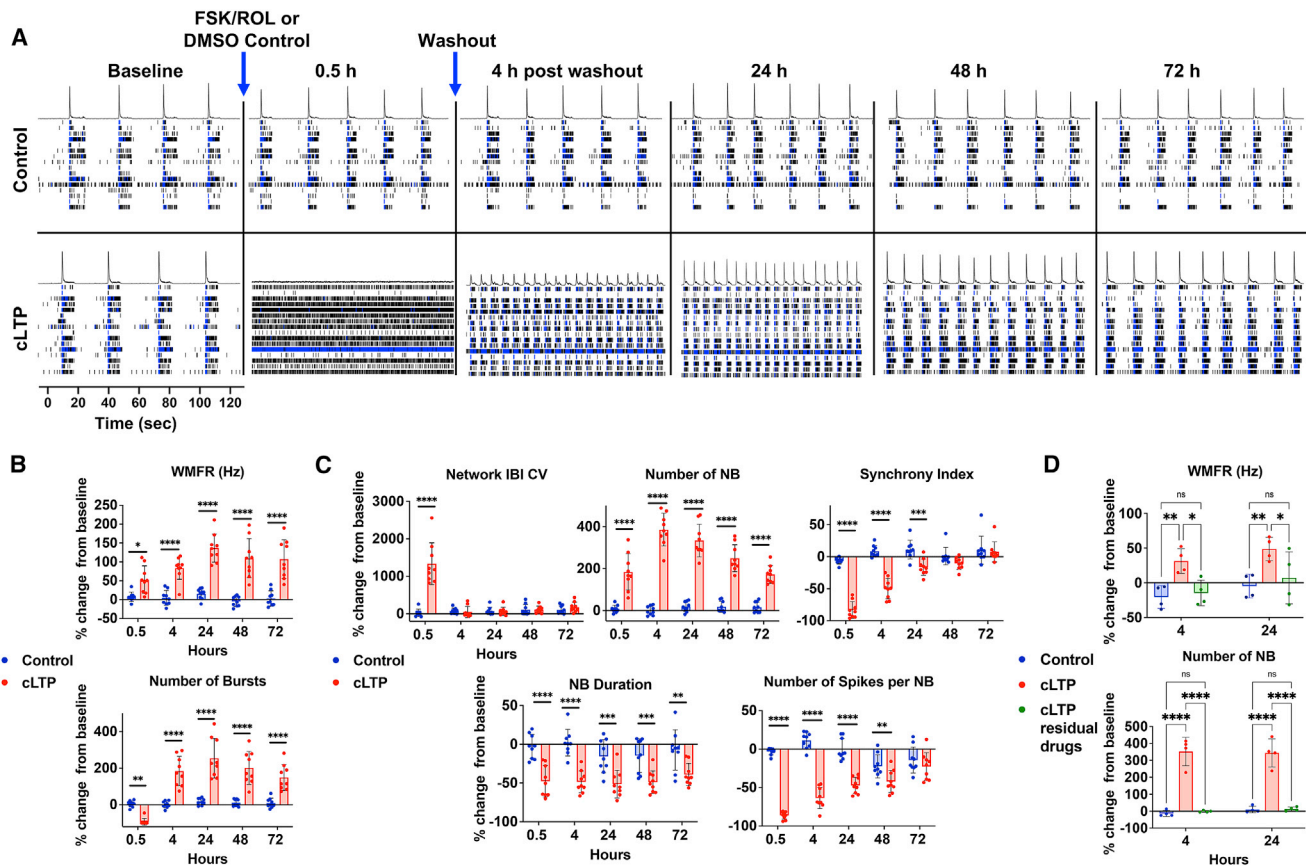 FSK/ROL or
DMSO Control
Washout
A
Baseline
0.5 h
4 h post washout
24 h
48 h
72 h
Control
cLTP
0 20 40 60 80 100 120
Time (sec)
B
WMFR (Hz)
% change from baseline
250
200
150
100
50
0
-50
* **** **** **** ****
0.5 4 24 48 72
Hours
Control
cLTP
Number of Bursts
% change from baseline
400
200
0
-100
** **** **** **** ****
0.5 4 24 48 72
C
Network IBI CV
% change from baseline
3000
2000
1000
0
****
0.5 4 24 48 72
Hours
Control
cLTP
Number of NB
400
200
0
**** **** **** **** ****
0.5 4 24 48 72
Synchrony Index
50
0
-50
-100
**** **** ***
0.5 4 24 48 72
NB Duration
% change from baseline
50
0
-50
-100
**** **** *** *** **
0.5 4 24 48 72
Number of Spikes per NB
50
0
-50
-100
**** **** **** **
0.5 4 24 48 72
D
WMFR (Hz)
% change from baseline
100
50
0
-50
ns ns
** * ** *
4 24
Control
cLTP
cLTP
residual
drugs
Number of NB
% change from baseline
500
400
300
200
100
0
-100
ns ns
**** **** **** ****
4 24
Hours